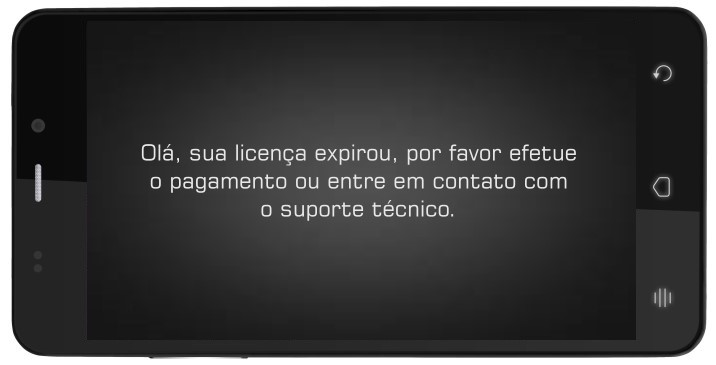 Olá, sua licença expirou, por favor efetue
o pagamento ou entre em contato com
o suporte técnico.